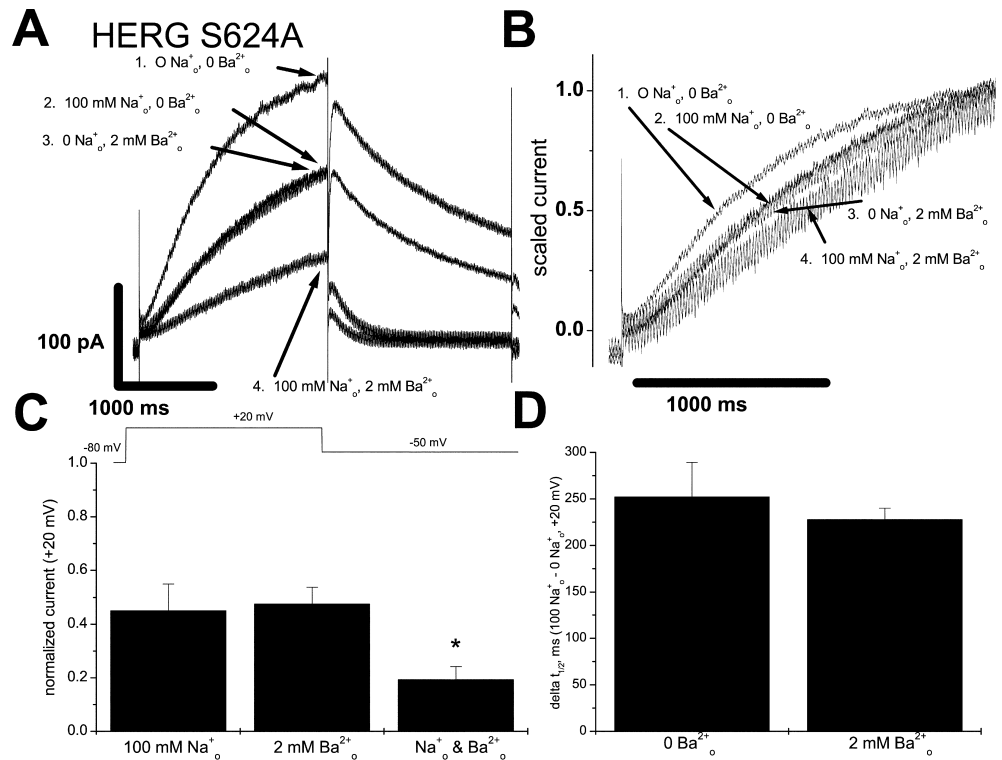 A
HERG S624A
1. O Na⁺ₒ, 0 Ba²⁺ₒ
2. 100 mM Na⁺ₒ, 0 Ba²⁺ₒ
3. 0 Na⁺ₒ, 2 mM Ba²⁺ₒ
100 pA
1000 ms
4. 100 mM Na⁺ₒ, 2 mM Ba²⁺ₒ
B
scaled current
1.0
0.5
0.0
1. O Na⁺ₒ, 0 Ba²⁺ₒ
2. 100 mM Na⁺ₒ, 0 Ba²⁺ₒ
3. 0 Na⁺ₒ, 2 mM Ba²⁺ₒ
4. 100 mM Na⁺ₒ, 2 mM Ba²⁺ₒ
1000 ms
C
-80 mV
+20 mV
-50 mV
normalized current (+20 mV)
1.0
0.8
0.6
0.4
0.2
0.0
*
100 mM Na⁺ₒ
2 mM Ba²⁺ₒ
Na⁺ₒ & Ba²⁺ₒ
D
delta t1/2, ms (100 Na⁺ₒ - 0 Na⁺ₒ, +20 mV)
300
250
200
150
100
50
0
0 Ba²⁺ₒ
2 mM Ba²⁺ₒ